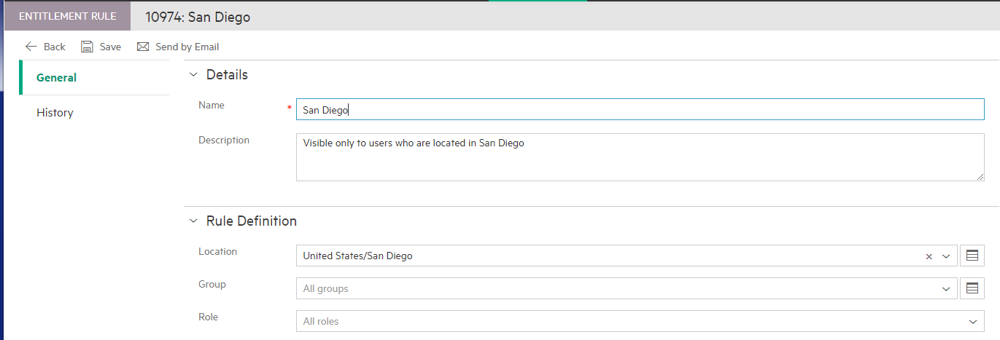 ENTITLEMENT RULE 10974: San Diego
Back Save Send by Email
General
History
Details
Name * San Diego
Description Visible only to users who are located in San Diego
Rule Definition
Location United States/San Diego
Group All groups
Role All roles